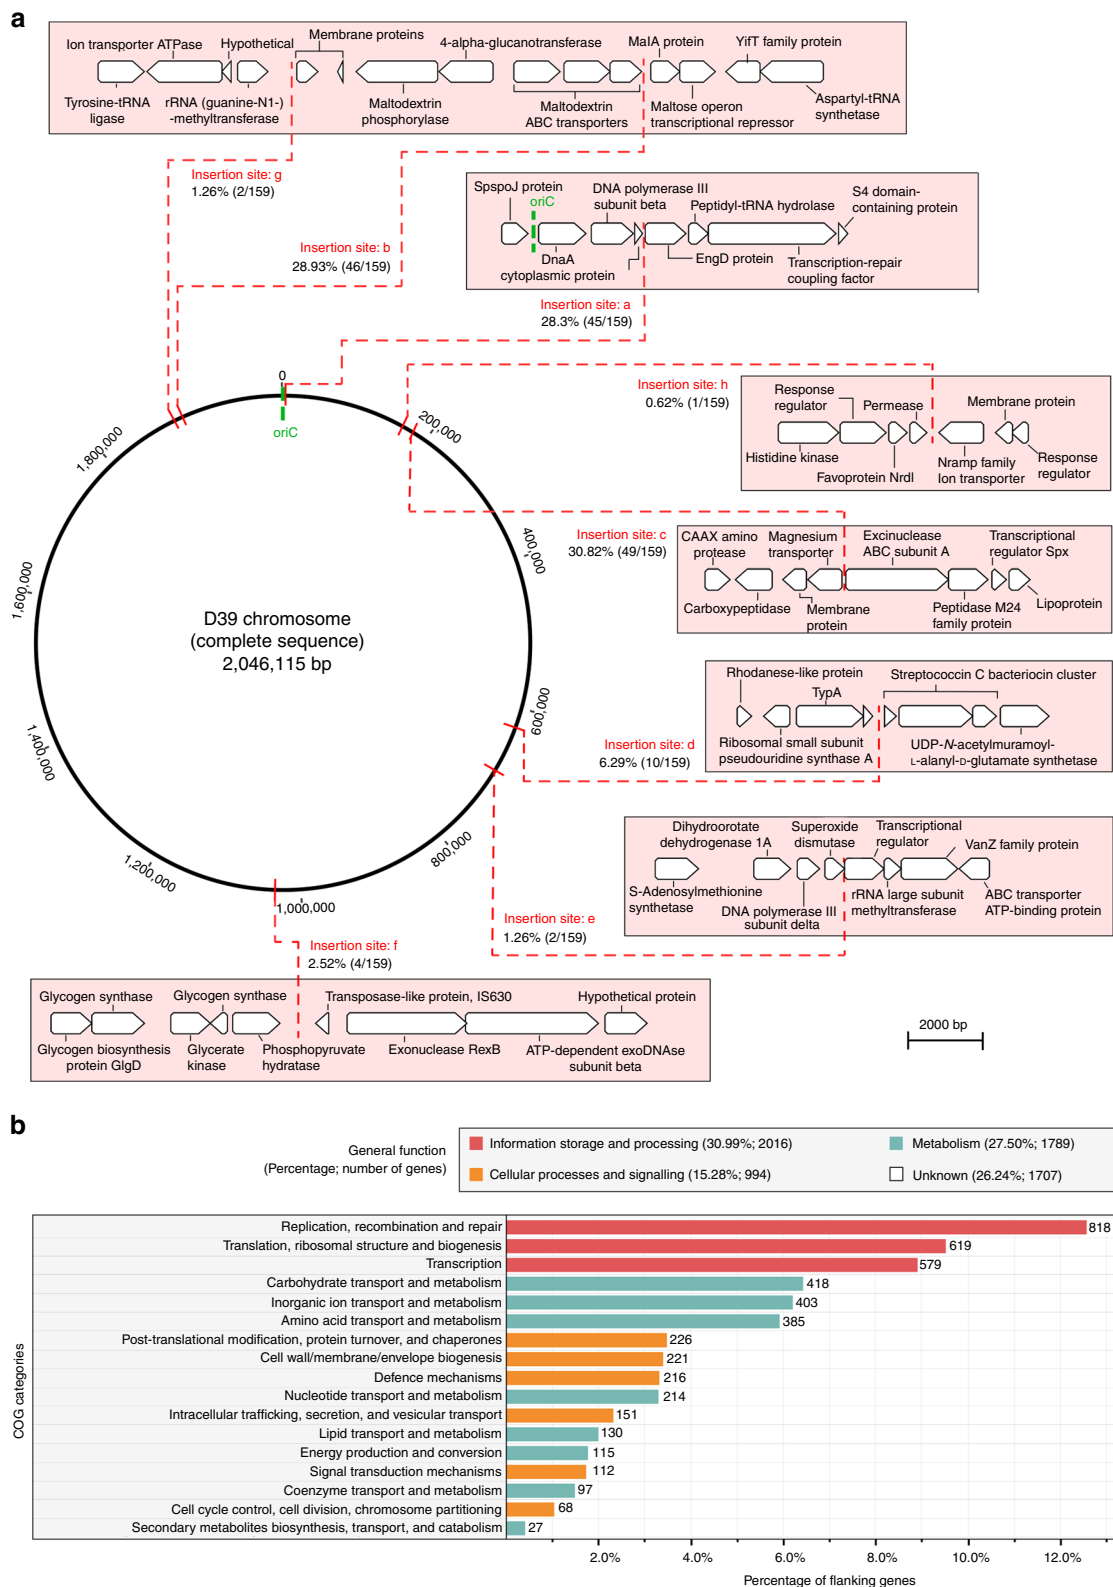 a
Membrane proteins
Ion transporter ATPase
Hypothetical
4-alpha-glucanotransferase
MalA protein
YifT family protein
Tyrosine-tRNA
ligase
rRNA (guanine-N1-)
-methyltransferase
Maltodextrin
phosphorylase
Maltodextrin
ABC transporters
Maltose operon
transcriptional repressor
Aspartyl-tRNA
synthetase
Insertion site: g
1.26% (2/159)
SpspoJ protein
oriC
DNA polymerase III
subunit beta
Peptidyl-tRNA hydrolase
S4 domain-
containing protein
DnaA
cytoplasmic protein
EngD protein
Transcription-repair
coupling factor
Insertion site: b
28.93% (46/159)
Insertion site: a
28.3% (45/159)
Insertion site: h
0.62% (1/159)
Response
regulator
Permease
Membrane protein
Histidine kinase
Favoprotein Nrdl
Nramp family
Ion transporter
Response
regulator
0
oriC
200,000
400,000
600,000
800,000
1,000,000
1,200,000
1,400,000
1,600,000
1,800,000
D39 chromosome
(complete sequence)
2,046,115 bp
Insertion site: c
30.82% (49/159)
CAAX amino
protease
Magnesium
transporter
Excinuclease
ABC subunit A
Transcriptional
regulator Spx
Carboxypeptidase
Membrane
protein
Peptidase M24
family protein
Lipoprotein
Rhodanese-like protein
TypA
Streptococcin C bacteriocin cluster
Ribosomal small subunit
pseudouridine synthase A
UDP-N-acetylmuramoyl-
L-alanyl-D-glutamate synthetase
Insertion site: d
6.29% (10/159)
Dihydroorotate
dehydrogenase 1A
Superoxide
dismutase
Transcriptional
regulator
VanZ family protein
S-Adenosylmethionine
synthetase
DNA polymerase III
subunit delta
rRNA large subunit
methyltransferase
ABC transporter
ATP-binding protein
Insertion site: e
1.26% (2/159)
Insertion site: f
2.52% (4/159)
Glycogen synthase
Glycogen synthase
Transposase-like protein, IS630
Hypothetical protein
Glycogen biosynthesis
protein GlgD
Glycerate
kinase
Phosphopyruvate
hydratase
Exonuclease RexB
ATP-dependent exoDNAse
subunit beta
2000 bp
b
General function
(Percentage; number of genes)
Information storage and processing (30.99%; 2016)
Metabolism (27.50%; 1789)
Cellular processes and signalling (15.28%; 994)
Unknown (26.24%; 1707)
COG categories
Replication, recombination and repair 818
Translation, ribosomal structure and biogenesis 619
Transcription 579
Carbohydrate transport and metabolism 418
Inorganic ion transport and metabolism 403
Amino acid transport and metabolism 385
Post-translational modification, protein turnover, and chaperones 226
Cell wall/membrane/envelope biogenesis 221
Defence mechanisms 216
Nucleotide transport and metabolism 214
Intracellular trafficking, secretion, and vesicular transport 151
Lipid transport and metabolism 130
Energy production and conversion 115
Signal transduction mechanisms 112
Coenzyme transport and metabolism 97
Cell cycle control, cell division, chromosome partitioning 68
Secondary metabolites biosynthesis, transport, and catabolism 27
2.0% 4.0% 6.0% 8.0% 10.0% 12.0%
Percentage of flanking genes